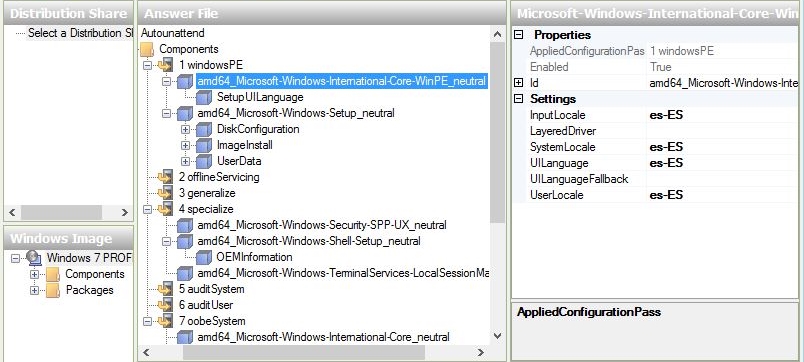 Distribution Share
Select a Distribution Sh
Windows Image
Windows 7 PROF
Components
Packages
Answer File
Autounattend
Components
1 windowsPE
amd64_Microsoft-Windows-International-Core-WinPE_neutral
SetupUILanguage
amd64_Microsoft-Windows-Setup_neutral
DiskConfiguration
ImageInstall
UserData
2 offlineServicing
3 generalize
4 specialize
amd64_Microsoft-Windows-Security-SPP-UX_neutral
amd64_Microsoft-Windows-Shell-Setup_neutral
OEMInformation
amd64_Microsoft-Windows-TerminalServices-LocalSessionMa
5 auditSystem
6 auditUser
7 oobeSystem
amd64_Microsoft-Windows-International-Core_neutral
Microsoft-Windows-International-Core-Win
Properties
AppliedConfigurationPas 1 windowsPE
Enabled True
Id amd64_Microsoft-Windows-Inte
Settings
InputLocale es-ES
LayeredDriver
SystemLocale es-ES
UILanguage es-ES
UILanguageFallback
UserLocale es-ES
AppliedConfigurationPass